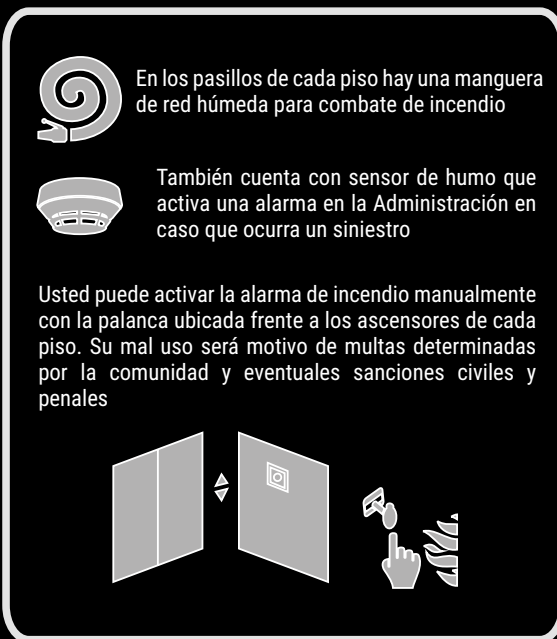 En los pasillos de cada piso hay una manguera
de red húmeda para combate de incendio
También cuenta con sensor de humo que
activa una alarma en la Administración en
caso que ocurra un siniestro
Usted puede activar la alarma de incendio manualmente
con la palanca ubicada frente a los ascensores de cada
piso. Su mal uso será motivo de multas determinadas
por la comunidad y eventuales sanciones civiles y
penales